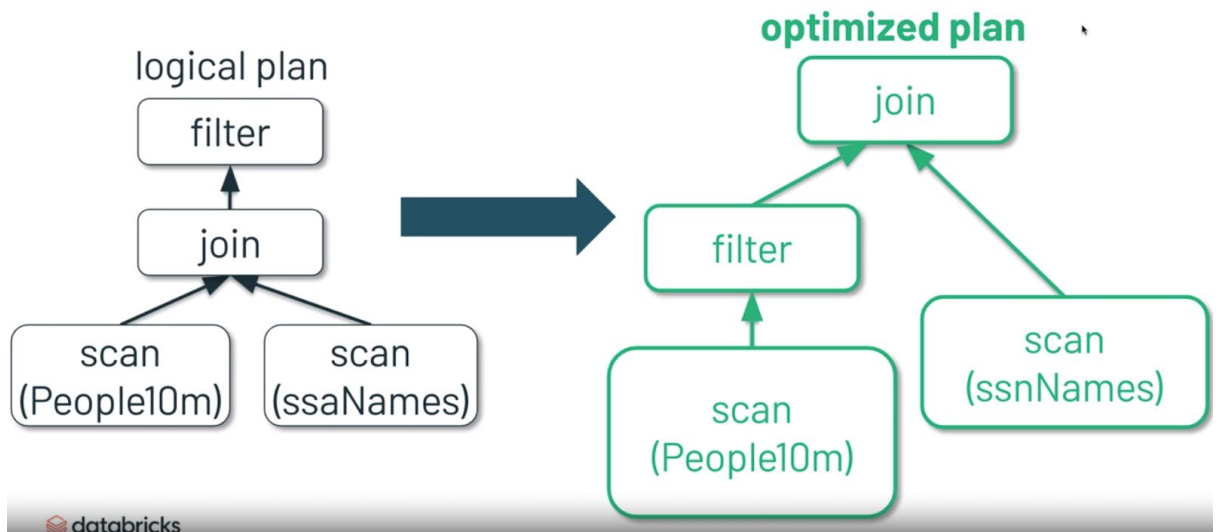 logical plan
filter
join
scan
(People10m)
scan
(ssaNames)
optimized plan
join
filter
scan
(People10m)
scan
(ssnNames)
databricks